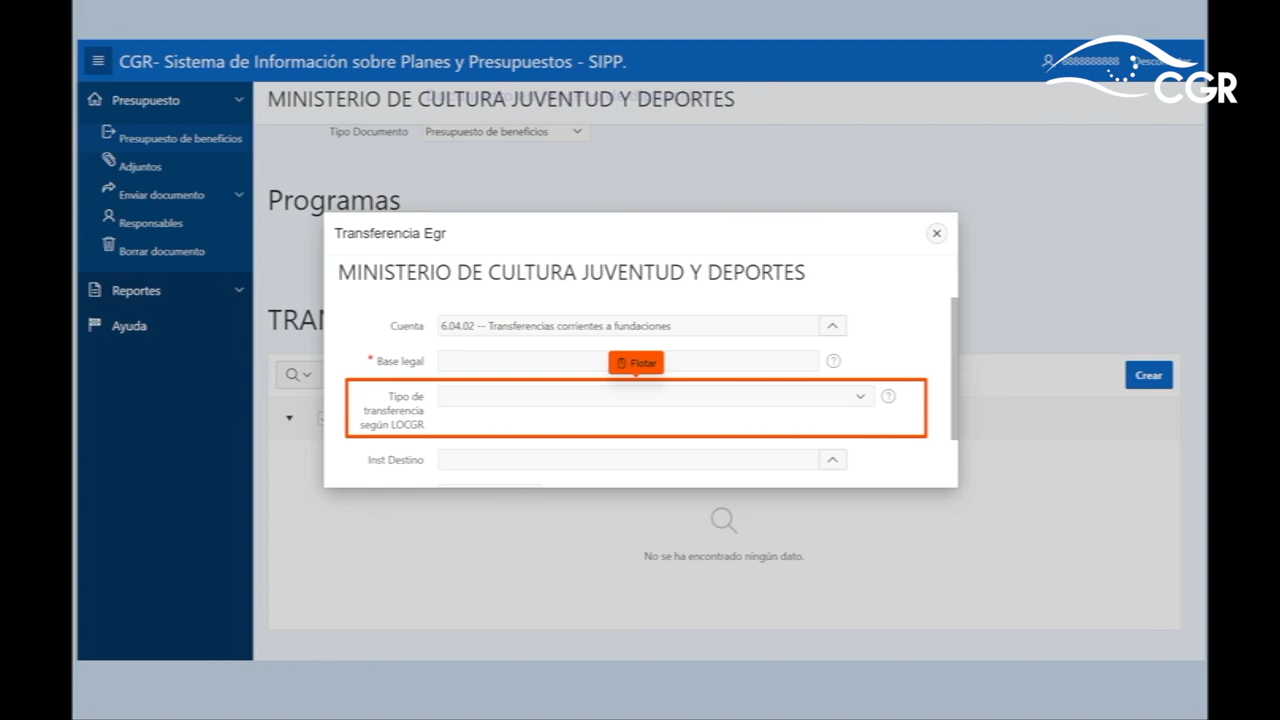 CGR- Sistema de Información sobre Planes y Presupuestos - SIPP.
8888888888
CGR
Presupuesto
Presupuesto de beneficios
Adjuntos
Enviar documento
Responsables
Borrar documento
Reportes
Ayuda
MINISTERIO DE CULTURA JUVENTUD Y DEPORTES
Tipo Documento Presupuesto de beneficios
Programas
Transferencia Egr
MINISTERIO DE CULTURA JUVENTUD Y DEPORTES
Cuenta 6.04.02 -- Transferencias corrientes a fundaciones
* Base legal
Flotar
Tipo de
transferencia
según LOCGR
Inst Destino
Crear
No se ha encontrado ningún dato.